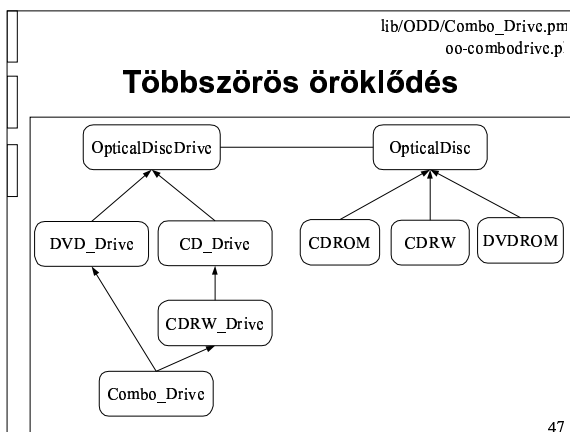 lib/ODD/Combo_Drive.pm
oo-combodrive.pl
Többszörös öröklődés
OpticalDiscDrive
OpticalDisc
DVD_Drive
CD_Drive
CDROM
CDRW
DVDROM
CDRW_Drive
Combo_Drive
47